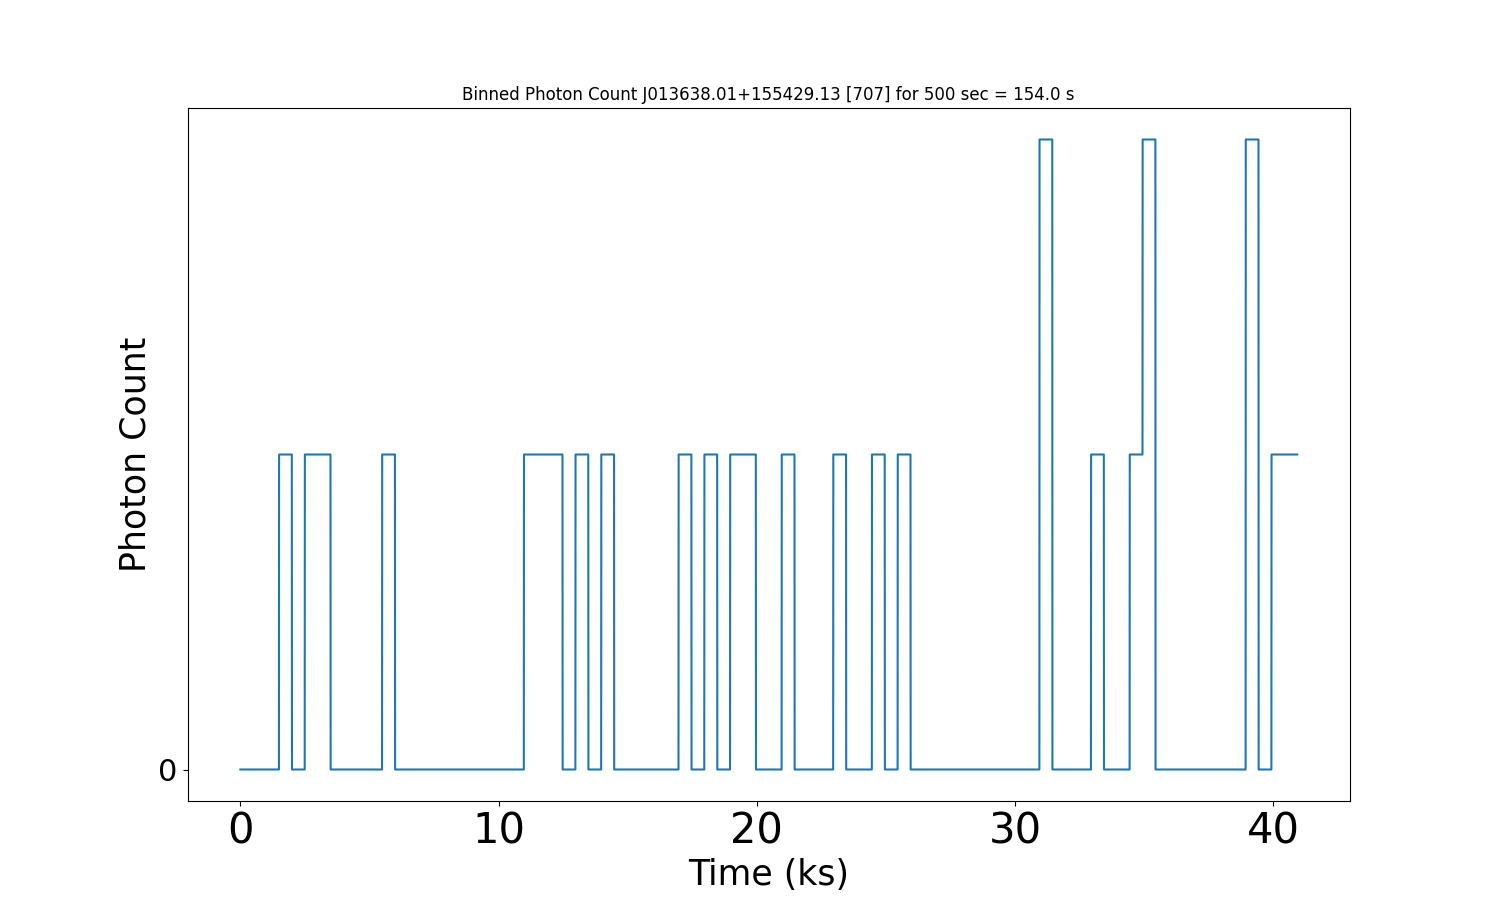 Binned Photon Count J013638.01+155429.13 [707] for 500 sec = 154.0 s
Photon Count
0
0 10 20 30 40
Time (ks)